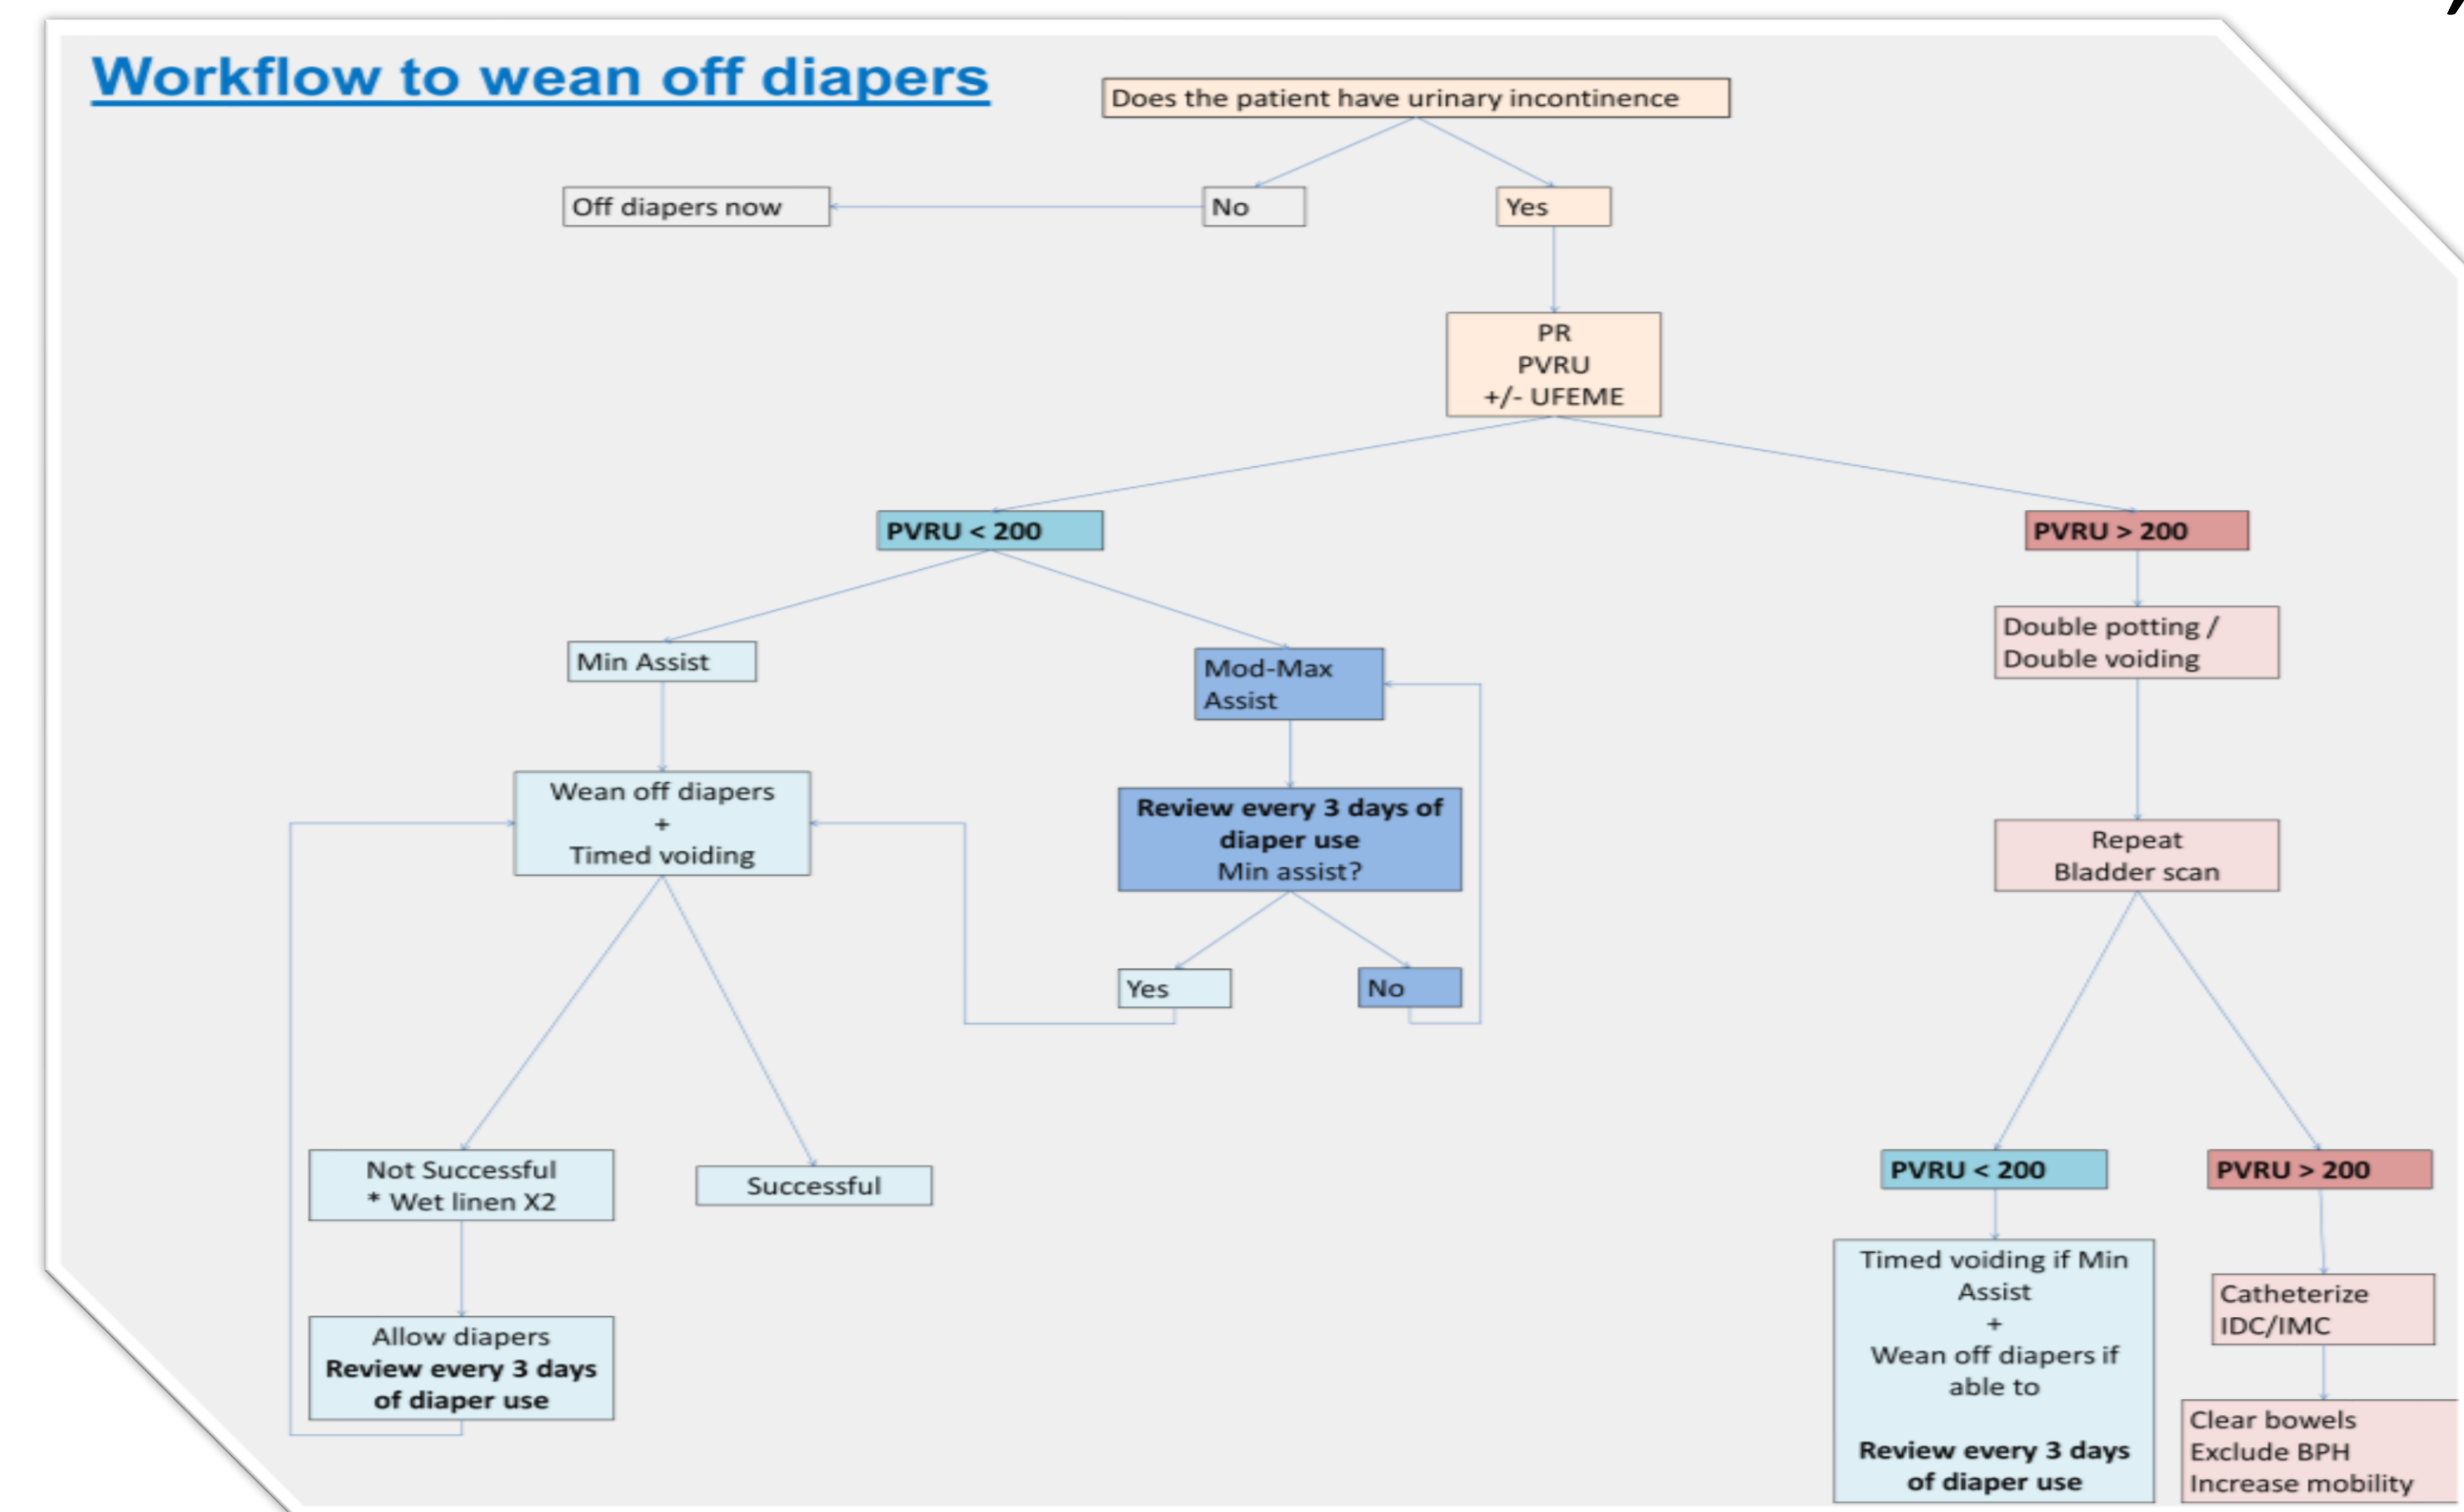 Workflow to wean off diapers
Does the patient have urinary incontinence
Off diapers now
No
Yes
PR
PVRU
+/- UFEME
PVRU < 200
PVRU > 200
Min Assist
Mod-Max
Assist
Double potting /
Double voiding
Wean off diapers
+
Timed voiding
Review every 3 days of
diaper use
Min assist?
Repeat
Bladder scan
Yes
No
Not Successful
* Wet linen X2
Successful
PVRU < 200
PVRU > 200
Allow diapers
Review every 3 days
of diaper use
Timed voiding if Min
Assist
+
Wean off diapers if
able to
Review every 3 days
of diaper use
Catheterize
IDC/IMC
Clear bowels
Exclude BPH
Increase mobility